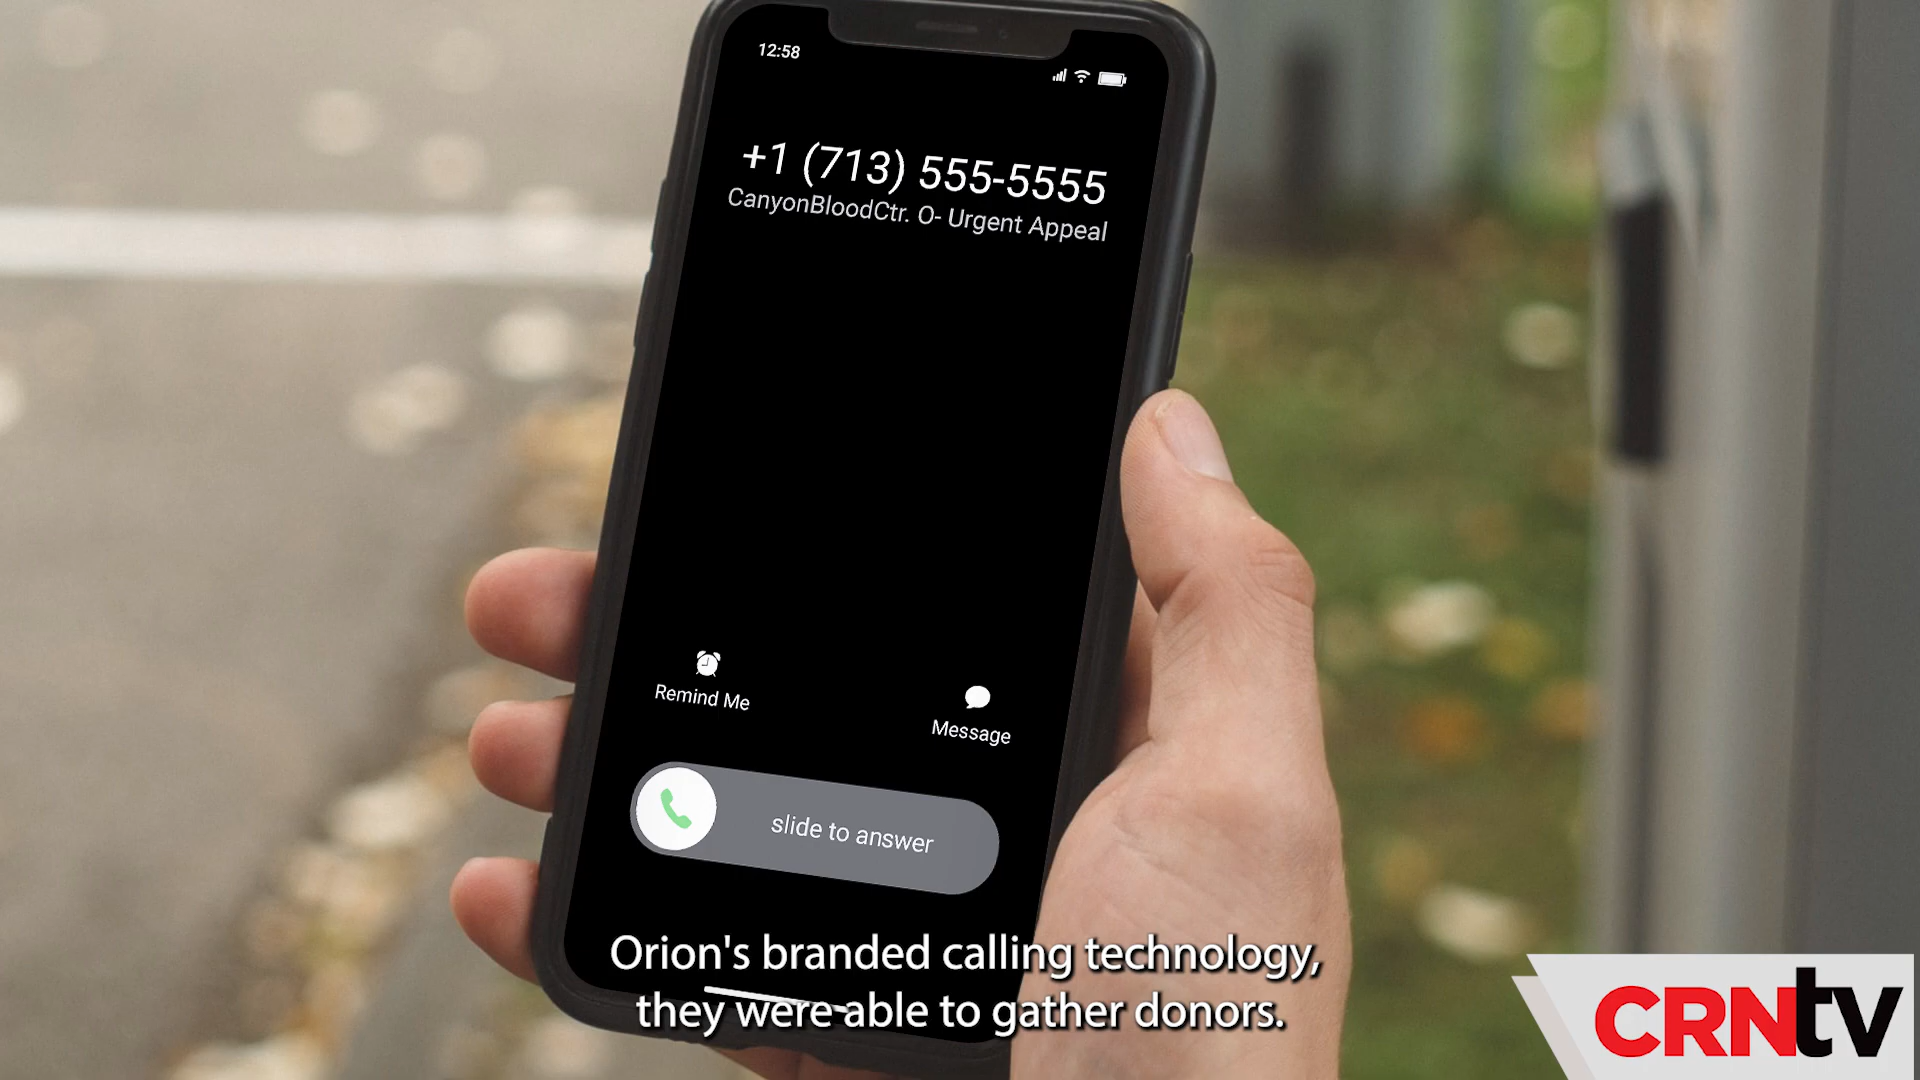 12:58
+1 (713) 555-5555
CanyonBloodCtr. O- Urgent Appeal
Remind Me
Message
slide to answer
Orion's branded calling technology,
they were able to gather donors.
CRNtv